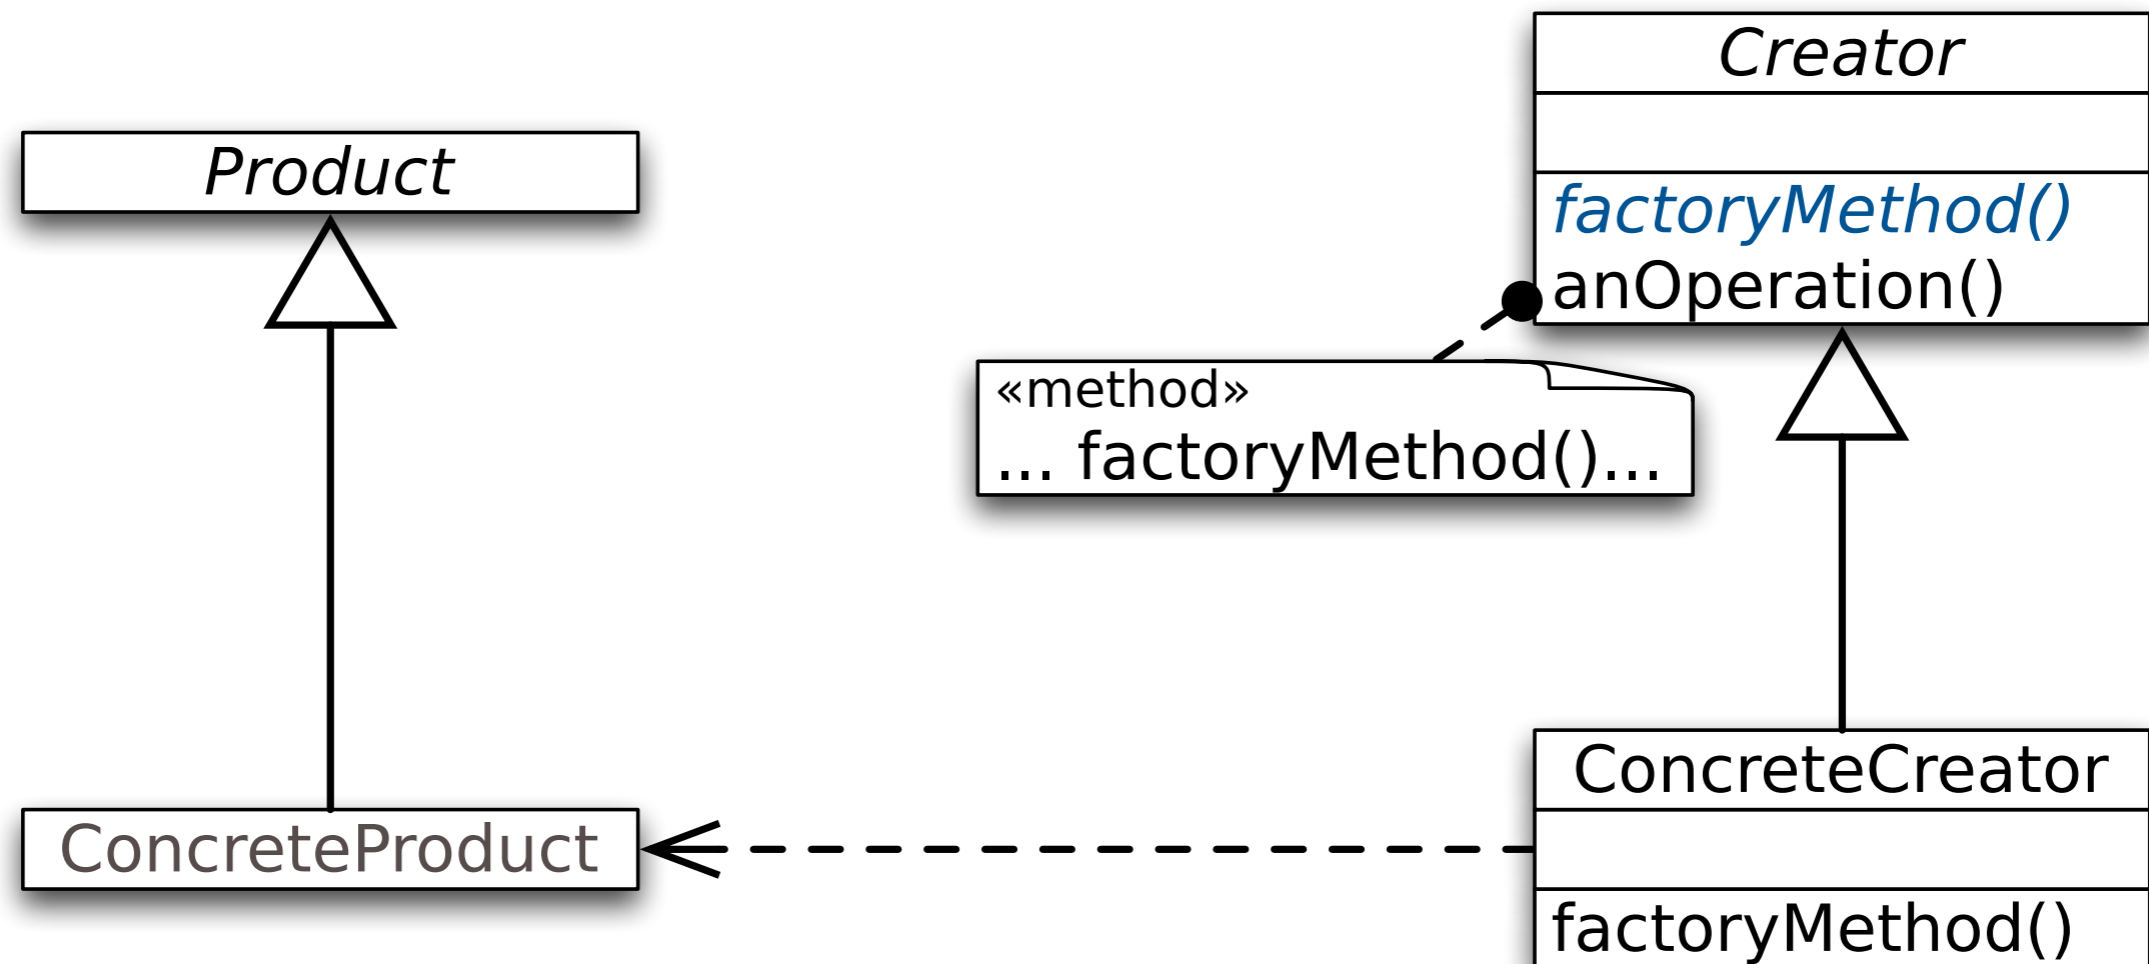 Creator
Product
factoryMethod()
anOperation()
«method»
... factoryMethod()...
ConcreteCreator
ConcreteProduct
factoryMethod()